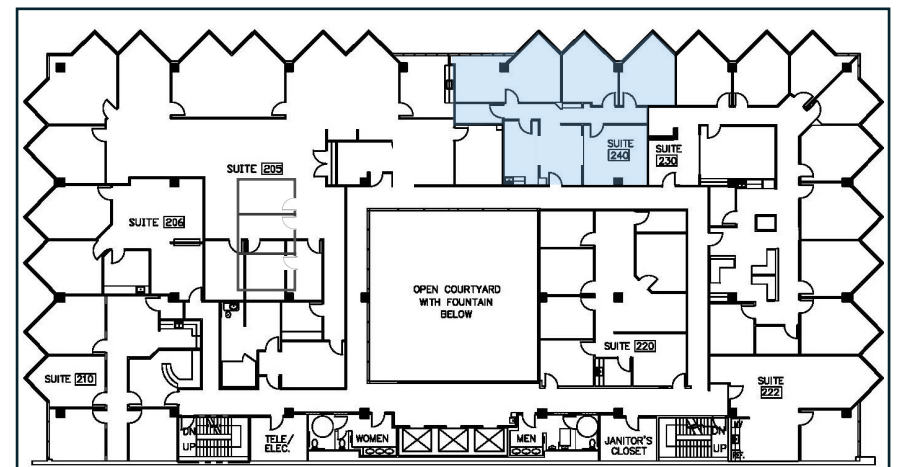 SUITE 240
SUITE 230
SUITE 205
SUITE 206
OPEN COURTYARD
WITH FOUNTAIN
BELOW
SUITE 220
SUITE 210
SUITE
222
DN
UP
TELE/
ELEC.
WOMEN
MEN
JANITOR'S
CLOSET
DN
UP